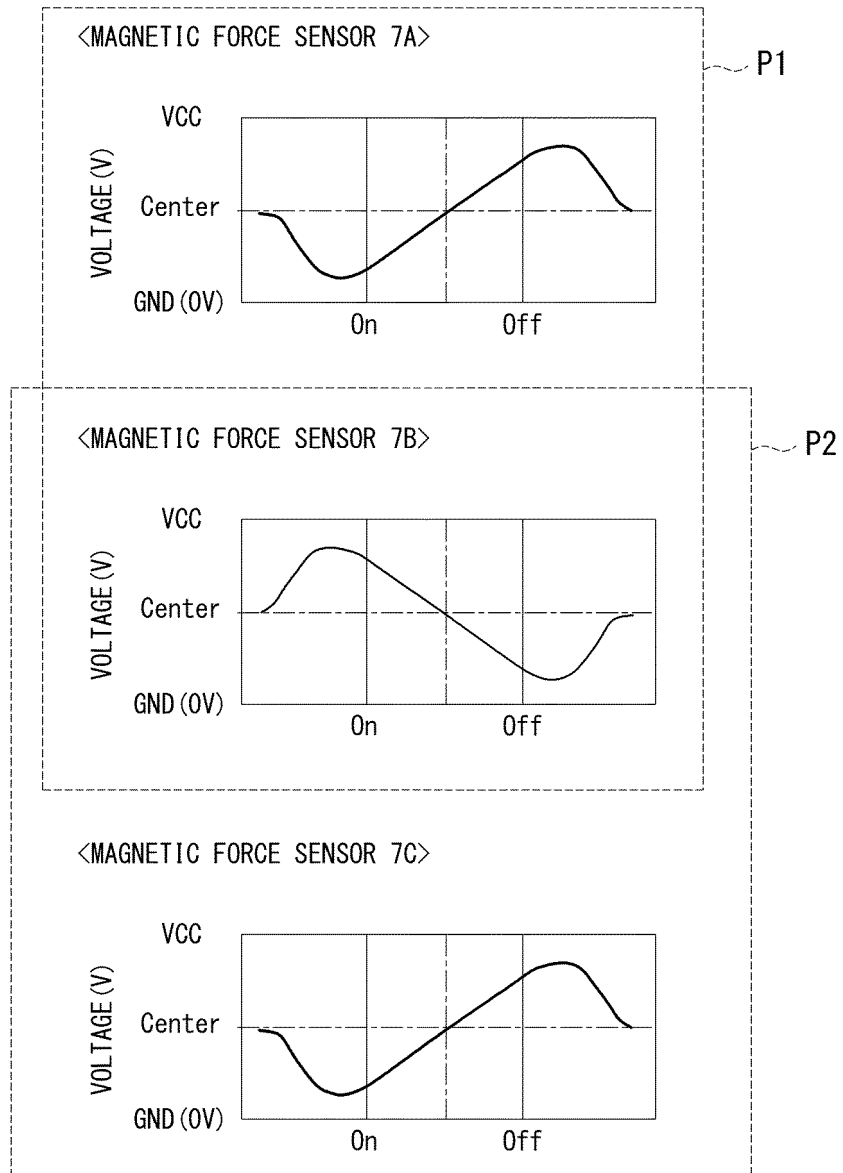 <MAGNETIC FORCE SENSOR 7A>
P1
VCC
VOLTAGE(V)
Center
GND(0V)
On Off
<MAGNETIC FORCE SENSOR 7B>
P2
VCC
VOLTAGE(V)
Center
GND(0V)
On Off
<MAGNETIC FORCE SENSOR 7C>
VCC
VOLTAGE(V)
Center
GND(0V)
On Off